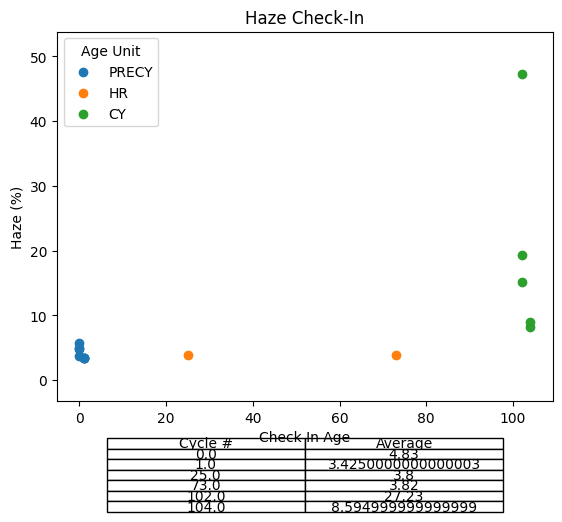 Haze Check-In
Age Unit
PRECY
HR
CY
Haze (%)
50
40
30
20
10
0
0 20 40 60 80 100
Check In Age
Cycle # Average
0.0 4.83
1.0 3.4250000000000003
25.0 3.8
73.0 3.82
102.0 27.23
104.0 8.594999999999999